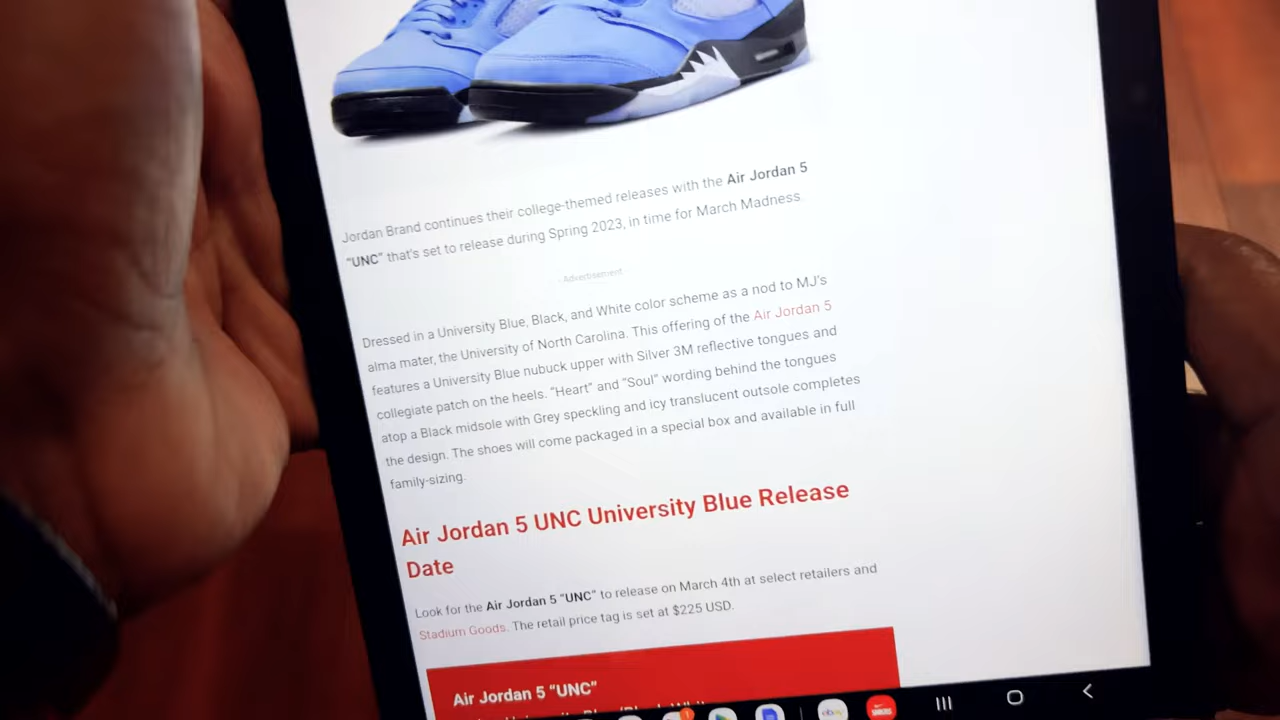 Jordan Brand continues their college-themed releases with the Air Jordan 5
"UNC" that's set to release during Spring 2023, in time for March Madness.
- Advertisement -
Dressed in a University Blue, Black, and White color scheme as a nod to MJ's
alma mater, the University of North Carolina. This offering of the Air Jordan 5
features a University Blue nubuck upper with Silver 3M reflective tongues and
collegiate patch on the heels. "Heart" and "Soul" wording behind the tongues
atop a Black midsole with Grey speckling and icy translucent outsole completes
the design. The shoes will come packaged in a special box and available in full
family-sizing.
Air Jordan 5 UNC University Blue Release
Date
Look for the Air Jordan 5 "UNC" to release on March 4th at select retailers and
Stadium Goods. The retail price tag is set at $225 USD.
Air Jordan 5 "UNC"
ebay